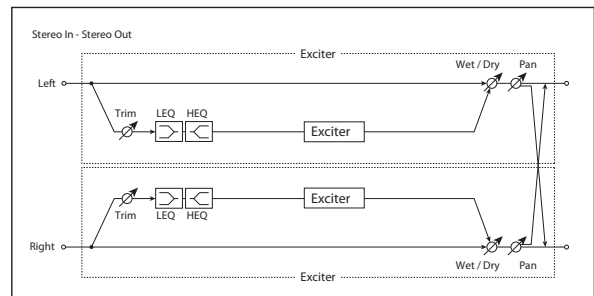 Stereo In - Stereo Out
Exciter
Wet / Dry Pan
Left
Trim LEQ HEQ
Exciter
Exciter
Trim LEQ HEQ
Right
Wet / Dry Pan
Exciter